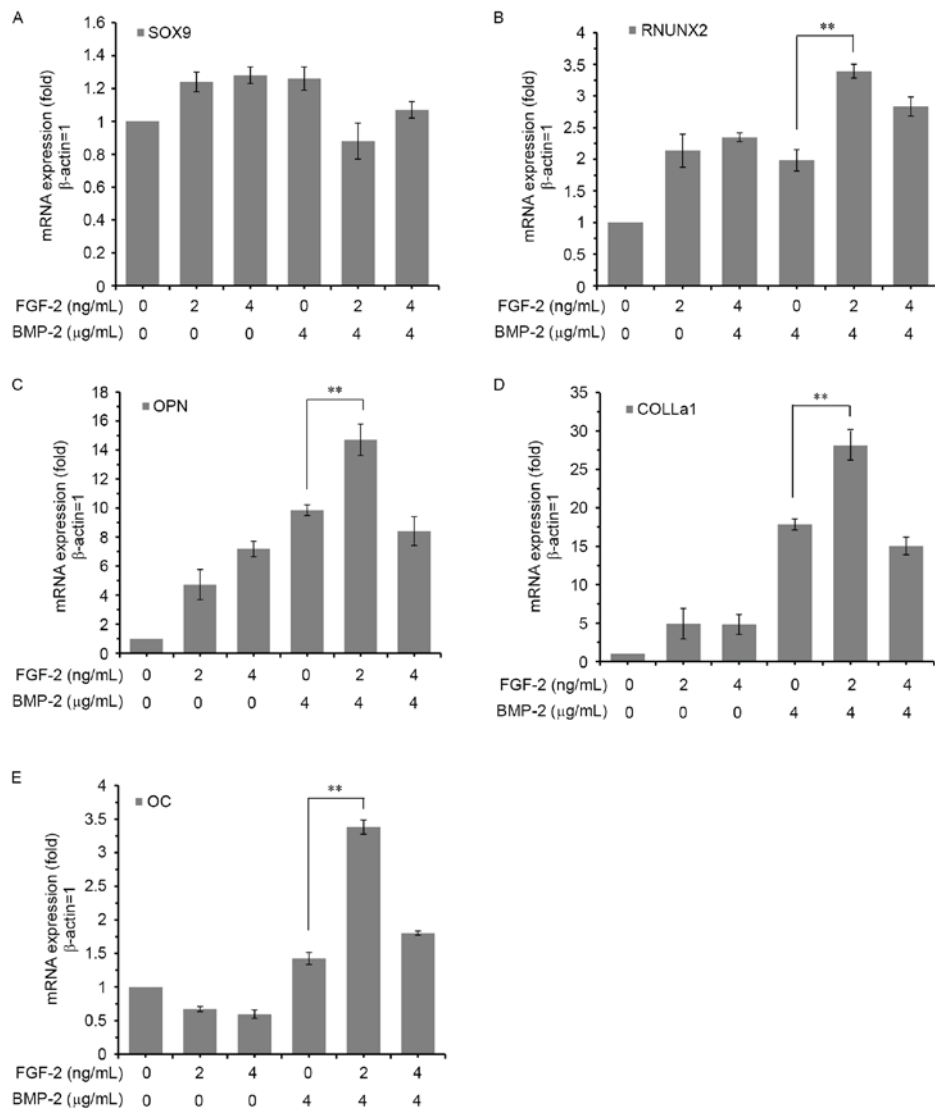 A
1.6
SOX9
1.4
1.2
1
0.8
0.6
0.4
0.2
0
mRNA expression (fold)
β-actin=1
FGF-2 (ng/mL) 0 2 4 0 2 4
BMP-2 (μg/mL) 0 0 0 4 4 4
B
4
RNUNX2
**
3.5
3
2.5
2
1.5
1
0.5
0
mRNA expression (fold)
β-actin=1
FGF-2 (ng/mL) 0 2 4 0 2 4
BMP-2 (μg/mL) 0 0 4 4 4 4
C
18
OPN
**
16
14
12
10
8
6
4
2
1
0
mRNA expression (fold)
β-actin=1
FGF-2 (ng/mL) 0 2 4 0 2 4
BMP-2 (μg/mL) 0 0 0 4 4 4
D
35
COLLa1
**
30
25
20
15
10
5
1
0
mRNA expression (fold)
β-actin=1
FGF-2 (ng/mL) 0 2 4 0 2 4
BMP-2 (μg/mL) 0 0 0 4 4 4
E
4
OC
**
3.5
3
2.5
2
1.5
1
0.5
0
mRNA expression (fold)
β-actin=1
FGF-2 (ng/mL) 0 2 4 0 2 4
BMP-2 (μg/mL) 0 0 0 4 4 4